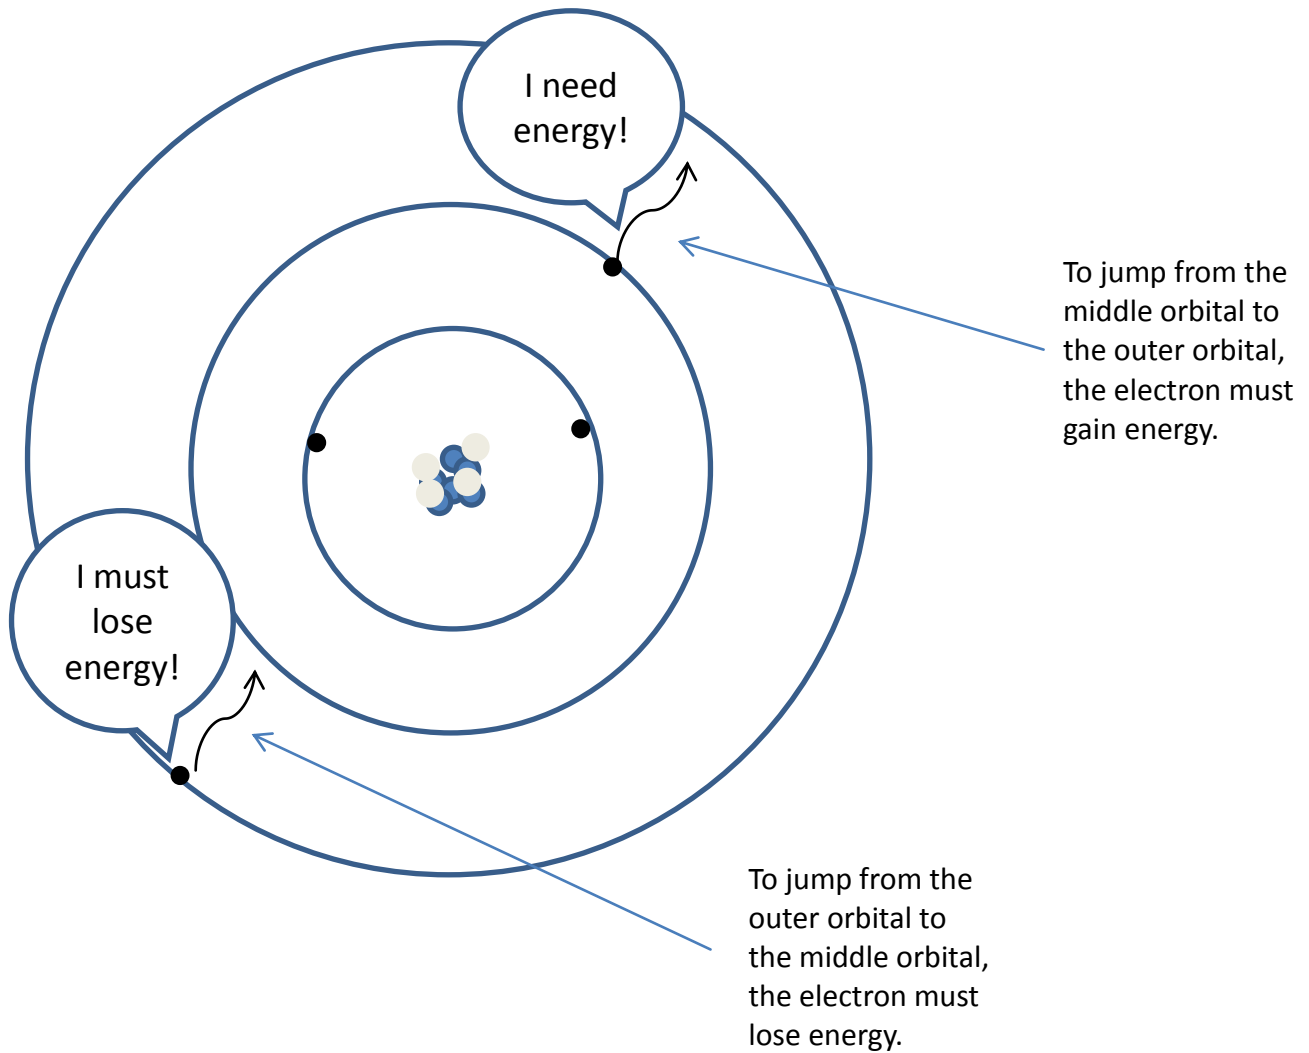 I need
energy!
To jump from the
middle orbital to
the outer orbital,
the electron must
gain energy.
I must
lose
energy!
To jump from the
outer orbital to
the middle orbital,
the electron must
lose energy.